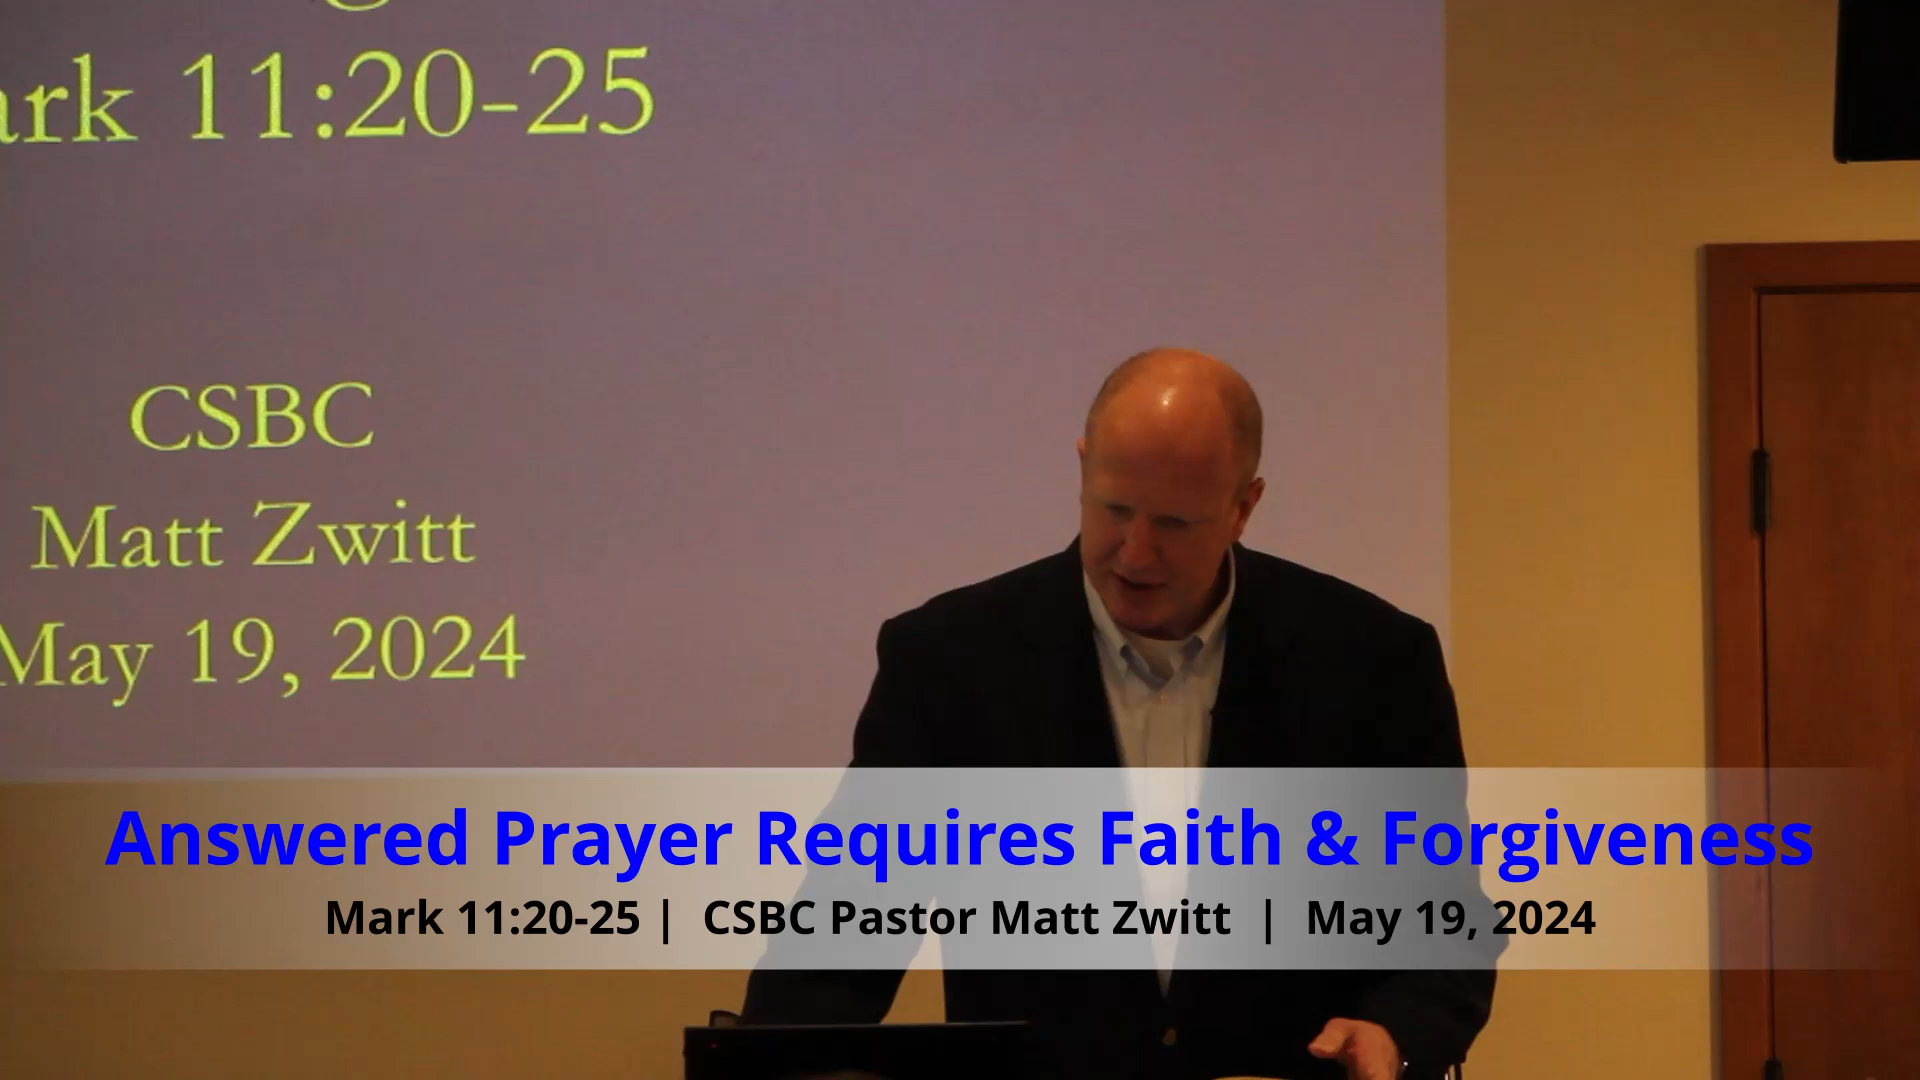 ark 11:20-25
CSBC
Matt Zwitt
May 19, 2024
Answered Prayer Requires Faith & Forgiveness
Mark 11:20-25 | CSBC Pastor Matt Zwitt | May 19, 2024